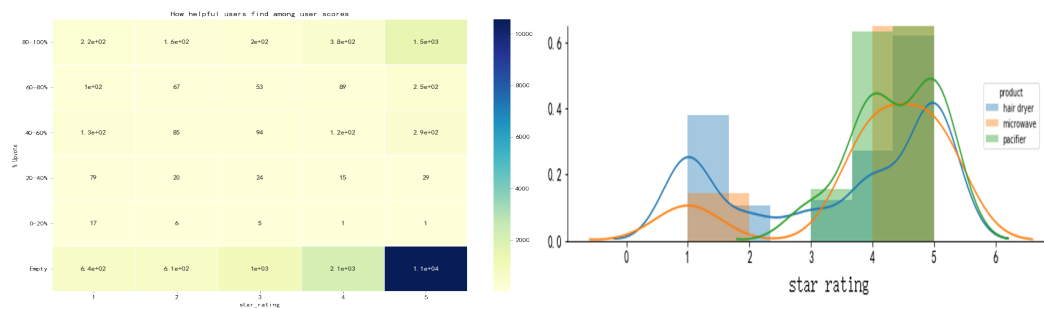 How helpful users find among user scores
80-100% 2.2e+02 1.6e+02 2e+02 3.8e+02 1.5e+03
60-80% 1e+02 67 53 89 2.5e+02
40-60% 1.3e+02 85 94 1.2e+02 2.9e+02
20-40% 79 20 24 15 29
0-20% 17 6 5 1 1
Empty 6.4e+02 6.1e+02 1e+03 2.1e+03 1.1e+04
1 2 3 4 5
star_rating
% Upvote
10000
8000
6000
4000
2000
0.6
0.4
0.2
0.0
0 1 2 3 4 5 6
star rating
product
hair dryer
microwave
pacifier